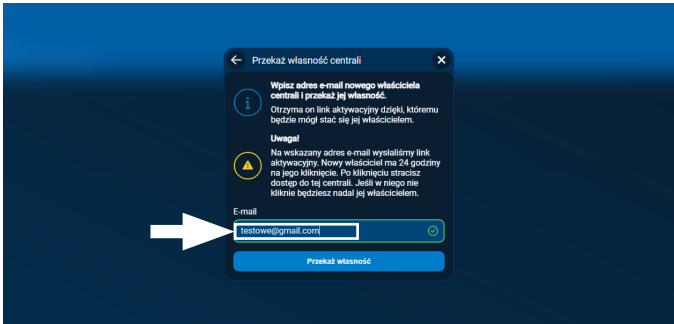 Przekaż własność centrali
Wpisz adres e-mail nowego właściciela
centrali i przekaż jej własność.
Otrzyma on link aktywacyjny dzięki, któremu
będzie mógł stać się jej właścicielem.
Uwaga!
Na wskazany adres e-mail wysłaliśmy link
aktywacyjny. Nowy właściciel ma 24 godziny
na jego kliknięcie. Po kliknięciu stracisz
dostęp do tej centrali. Jeśli w niego nie
kliknie będziesz nadal jej właścicielem.
E-mail
testowe@gmail.com
Przekaż własność